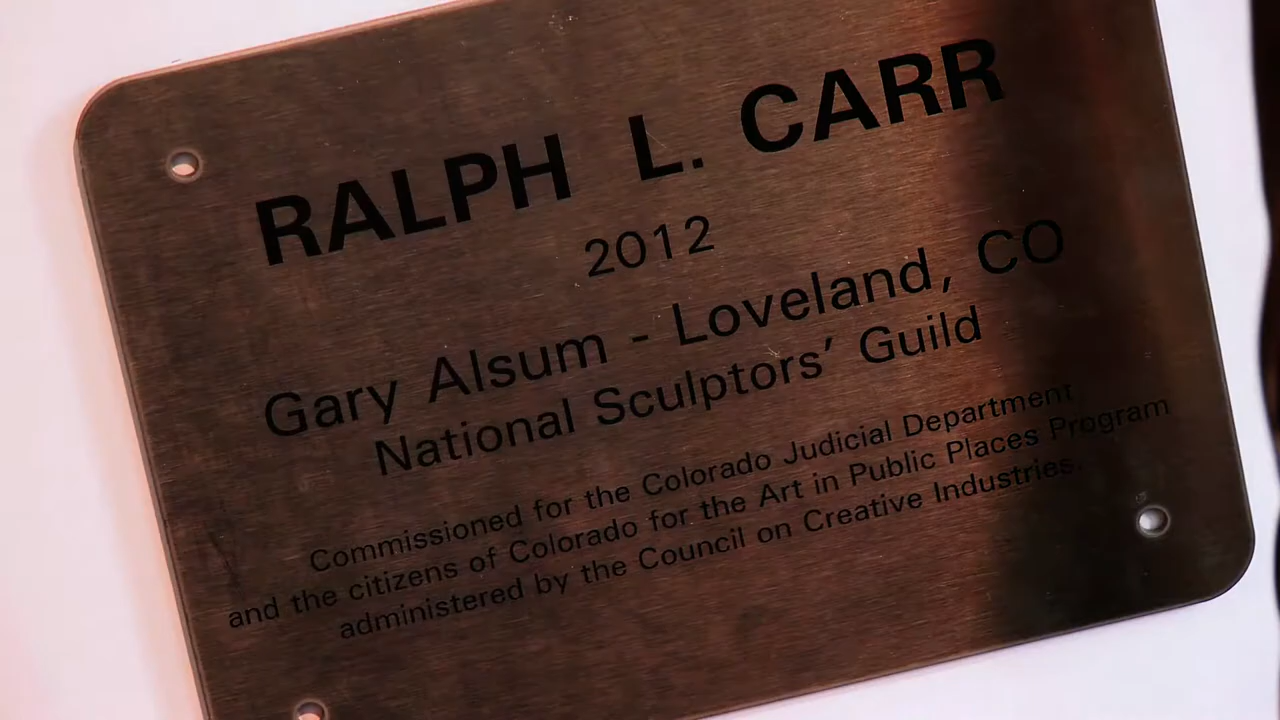 RALPH L. CARR
2012
Gary Alsum - Loveland, CO
National Sculptors’ Guild
Commissioned for the Colorado Judicial Department
and the citizens of Colorado for the Art in Public Places Program
administered by the Council on Creative Industries.